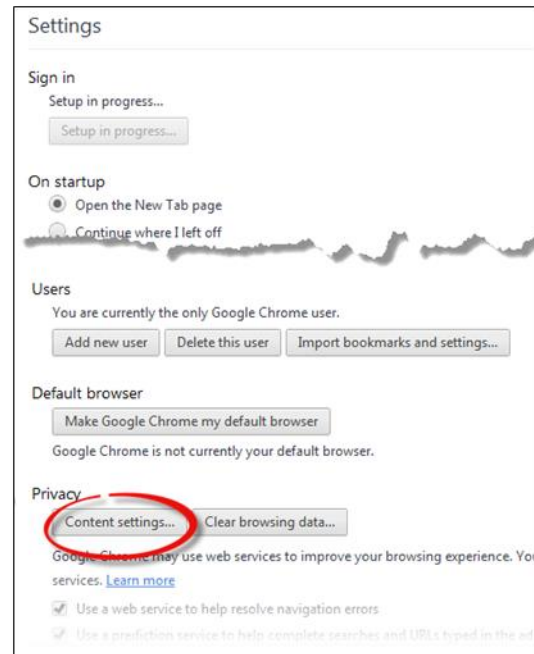 Settings
Sign in
Setup in progress...
Setup in progress...
On startup
Open the New Tab page
Continue where I left off
Users
You are currently the only Google Chrome user.
Add new user Delete this user Import bookmarks and settings...
Default browser
Make Google Chrome my default browser
Google Chrome is not currently your default browser.
Privacy
Content settings... Clear browsing data...
Google Chrome may use web services to improve your browsing experience. You
services. Learn more
Use a web service to help resolve navigation errors
Use a prediction service to help complete searches and URLs typed in the ad